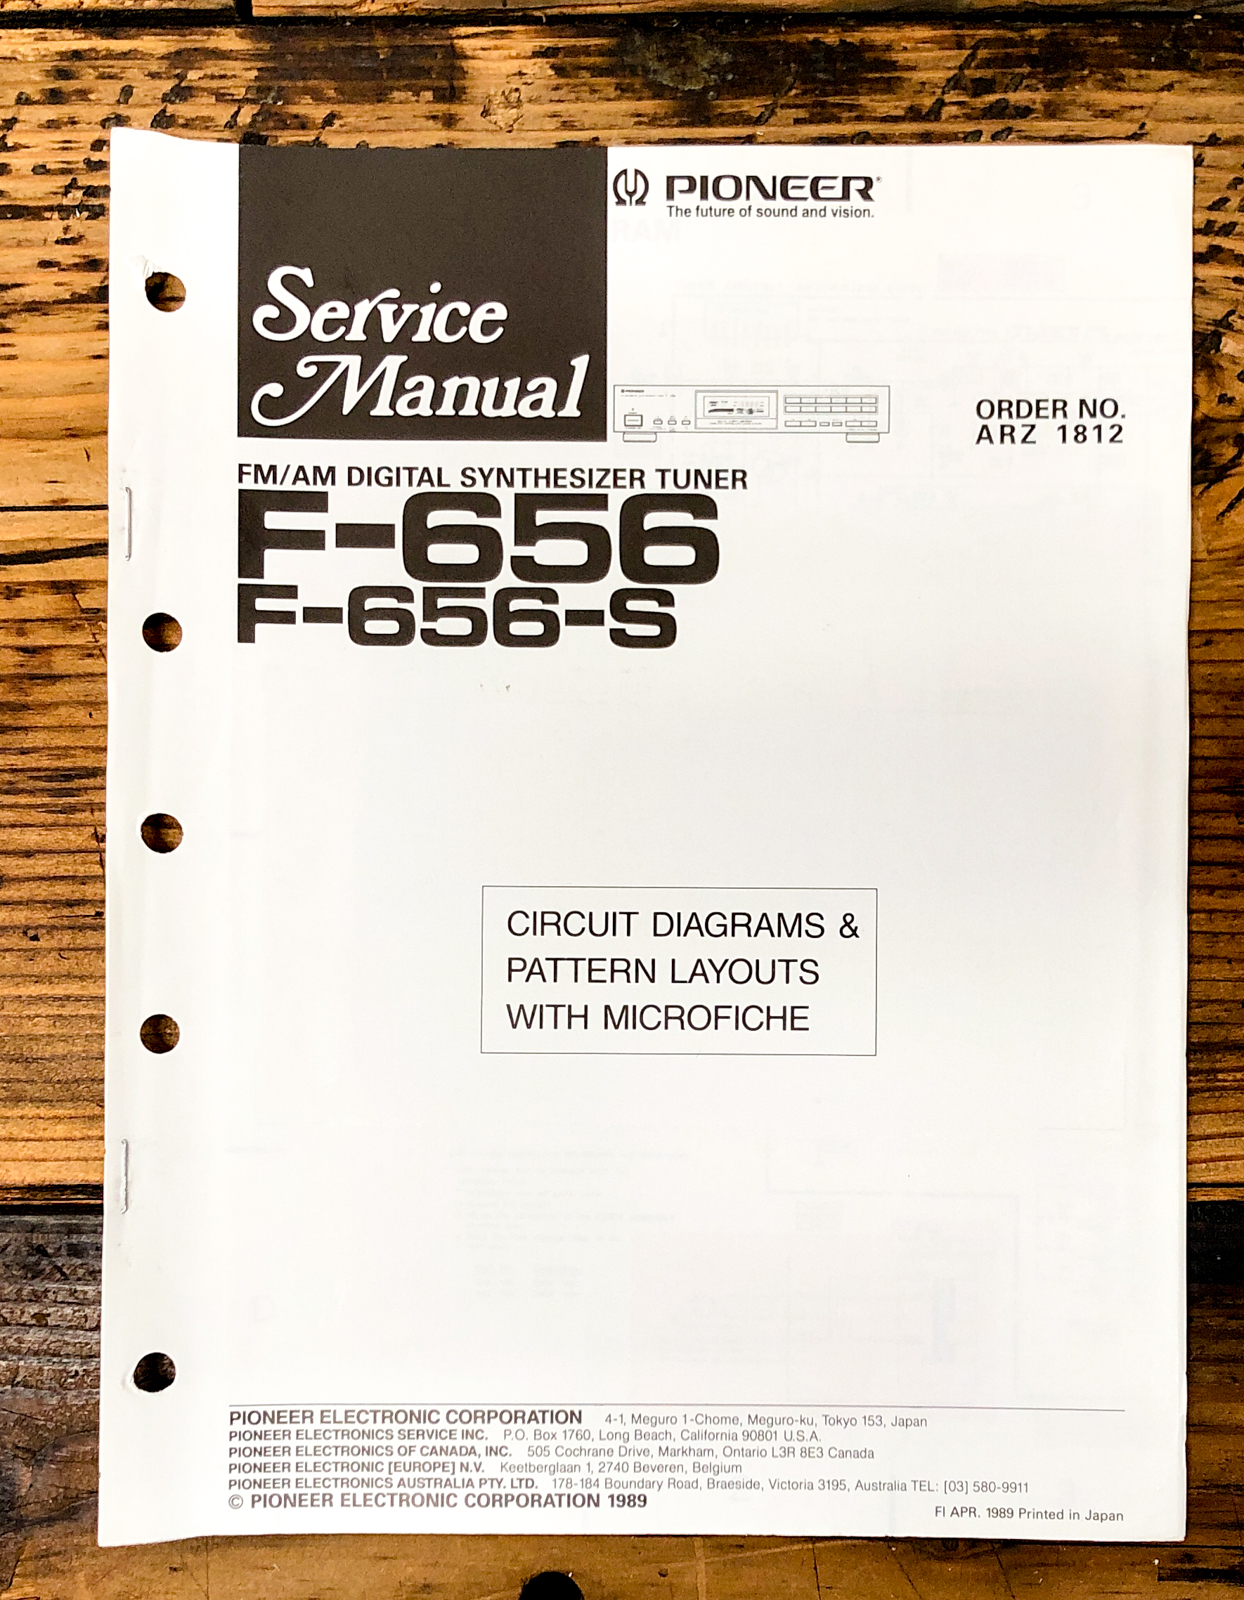 PIONEER
The future of sound and vision.
Service
Manual
ORDER NO.
ARZ 1812
FM/AM DIGITAL SYNTHESIZER TUNER
F-656
F-656-S
CIRCUIT DIAGRAMS &
PATTERN LAYOUTS
WITH MICROFICHE
PIONEER ELECTRONIC CORPORATION 4-1, Meguro 1-Chome, Meguro-ku, Tokyo 153, Japan
PIONEER ELECTRONICS SERVICE INC. P.O. Box 1760, Long Beach, California 90801 U.S.A.
PIONEER ELECTRONICS OF CANADA, INC. 505 Cochrane Drive, Markham, Ontario L3R 8E3 Canada
PIONEER ELECTRONIC [EUROPE] N.V. Keetberglaan 1, 2740 Beveren, Belgium
PIONEER ELECTRONICS AUSTRALIA PTY. LTD. 178-184 Boundary Road, Braeside, Victoria 3195, Australia TEL: [03] 580-9911
© PIONEER ELECTRONIC CORPORATION 1989
FI APR. 1989 Printed in Japan